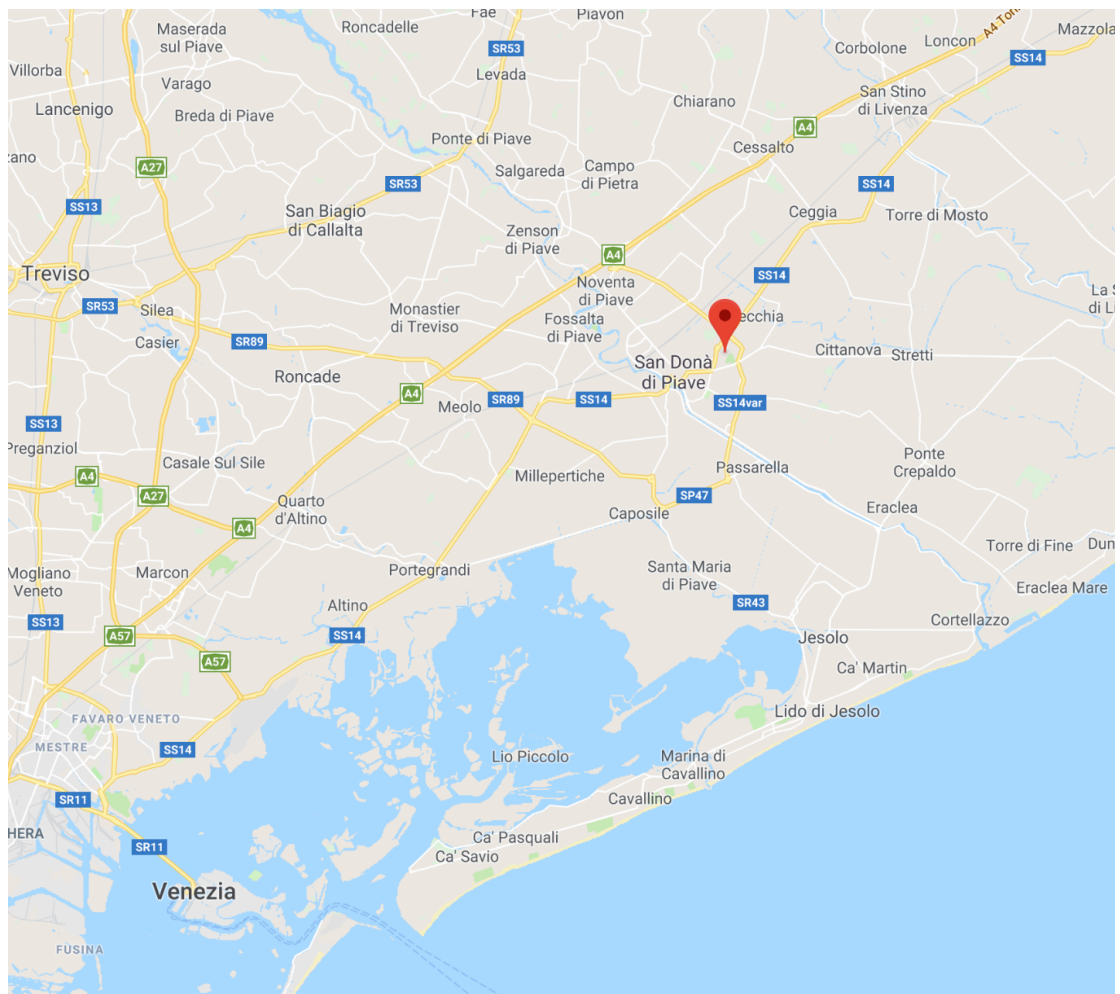 Fae
Piavon
Roncadelle
A4 Torin
Maserada
sul Piave
SR53
Corbolone
Loncon
Mazzola
SS14
Villorba
Levada
Varago
San Stino
di Livenza
Lancenigo
Chiarano
Breda di Piave
A4
Ponte di Piave
Cessalto
zano
A27
Salgareda
Campo
di Pietra
SR53
SS14
SS13
San Biagio
di Callalta
Ceggia
Torre di Mosto
Zenson
di Piave
A4
Treviso
SS14
Noventa
di Piave
La S
di Li
SR53
Silea
Monastier
di Treviso
Fossalta
di Piave
ecchia
Casier
SR89
Cittanova
Stretti
San Donà
di Piave
Roncade
A4
SR89
SS14
SS14var
Meolo
SS13
Preganziol
Casale Sul Sile
Ponte
Crepaldo
A4
Millepertiche
Passarella
A27
SP47
Quarto
d'Altino
Eraclea
A4
Caposile
Torre di Fine
Dun
Mogliano
Veneto
Marcon
Portegrandi
Santa Maria
di Piave
Eraclea Mare
Altino
SR43
SS13
Cortellazzo
A57
SS14
Jesolo
A57
Ca' Martin
FAVARO VENETO
Lido di Jesolo
MESTRE
SS14
Lio Piccolo
Marina di
Cavallino
SR11
Cavallino
GHERA
SR11
Ca' Pasquali
Ca' Savio
Venezia
FUSINA